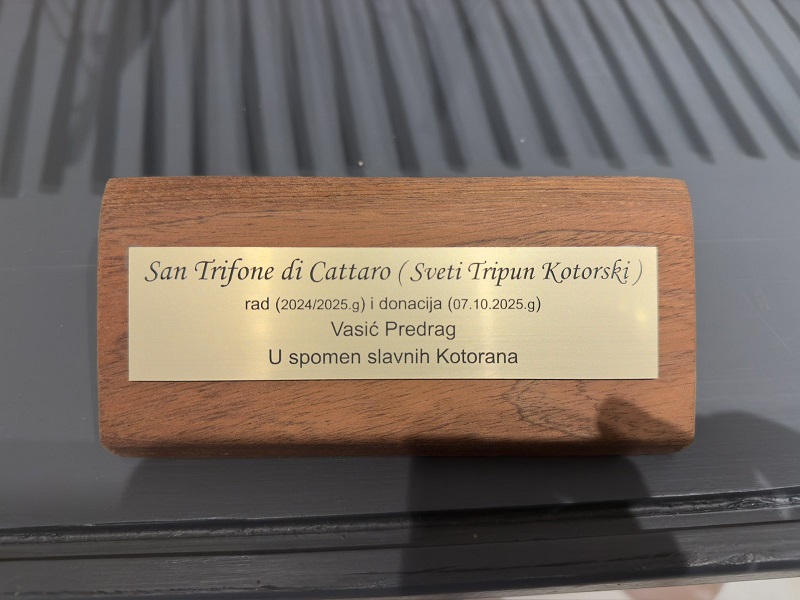 San Trifone di Cattaro ( Sveti Tripun Kotorski )
rad (2024/2025.g) i donacija (07.10.2025.g)
Vasić Predrag
U spomen slavnih Kotorana